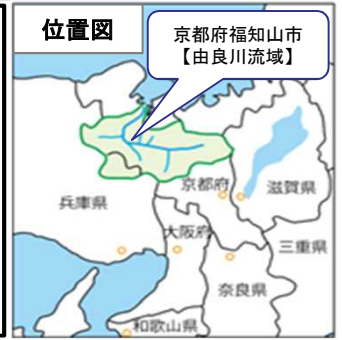 位置図
京都府福知山市
【由良川流域】
兵庫県
京都府
滋賀県
大阪府
三重県
奈良県
和歌山県